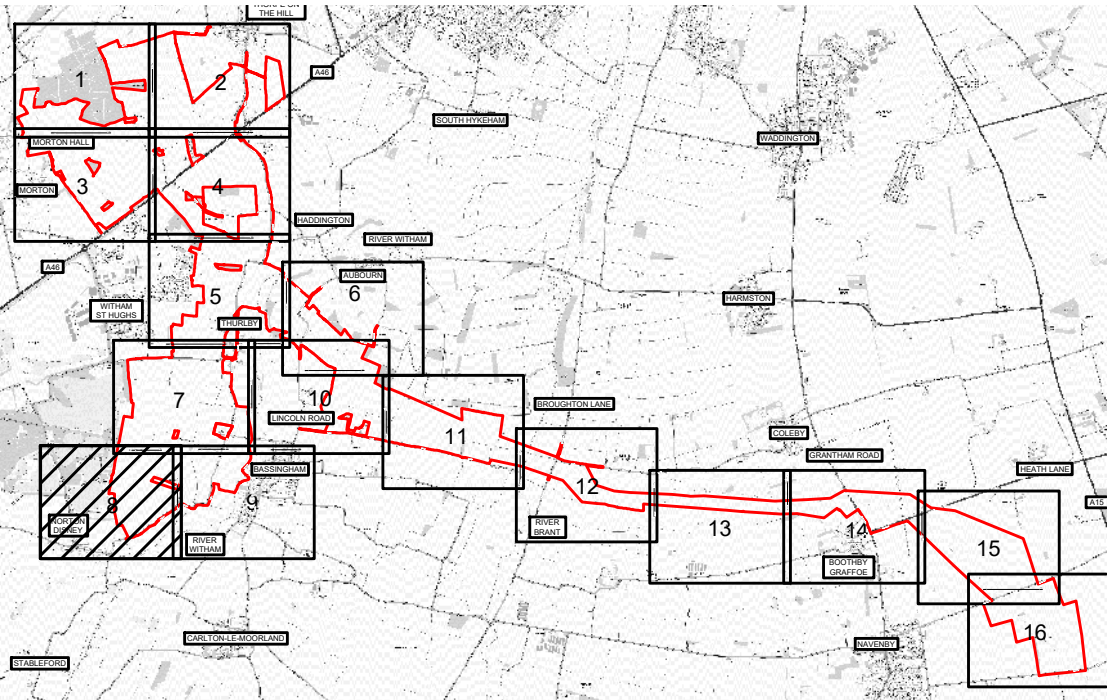 THORPE ON
THE HILL
A46
1
2
SOUTH HYKEHAM
WADDINGTON
MORTON HALL
3
4
MORTON
HADDINGTON
RIVER WITHAM
A46
AUBOURN
5
6
WITHAM
ST HUGHS
THURLBY
HARMSTON
7
10
LINCOLN ROAD
BROUGHTON LANE
11
COLEBY
GRANTHAM ROAD
BASSINGHAM
HEATH LANE
12
8
9
A15
NORTON
DISNEY
RIVER
WITHAM
RIVER
BRANT
13
14
15
BOOTHBY
GRAFFOE
CARLTON-LE-MOORLAND
NAVENBY
16
STABLEFORD